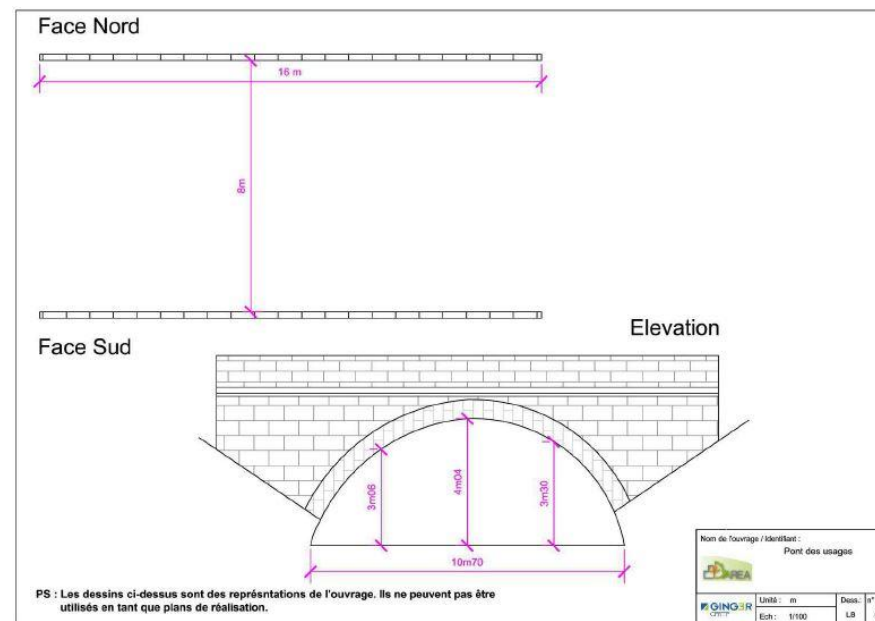 Face Nord
16 m
8m
Face Sud
Elevation
3m06
4m04
3m30
10m70
PS : Les dessins ci-dessus sont des représntations de l'ouvrage. Ils ne peuvent pas être
utilisés en tant que plans de réalisation.
Nom de l'ouvrage / Identifiant :
Pont des usages
AREA
GINGER
CEBTP
Unité : m
Dess.:
n°
Ech : 1/100
LB